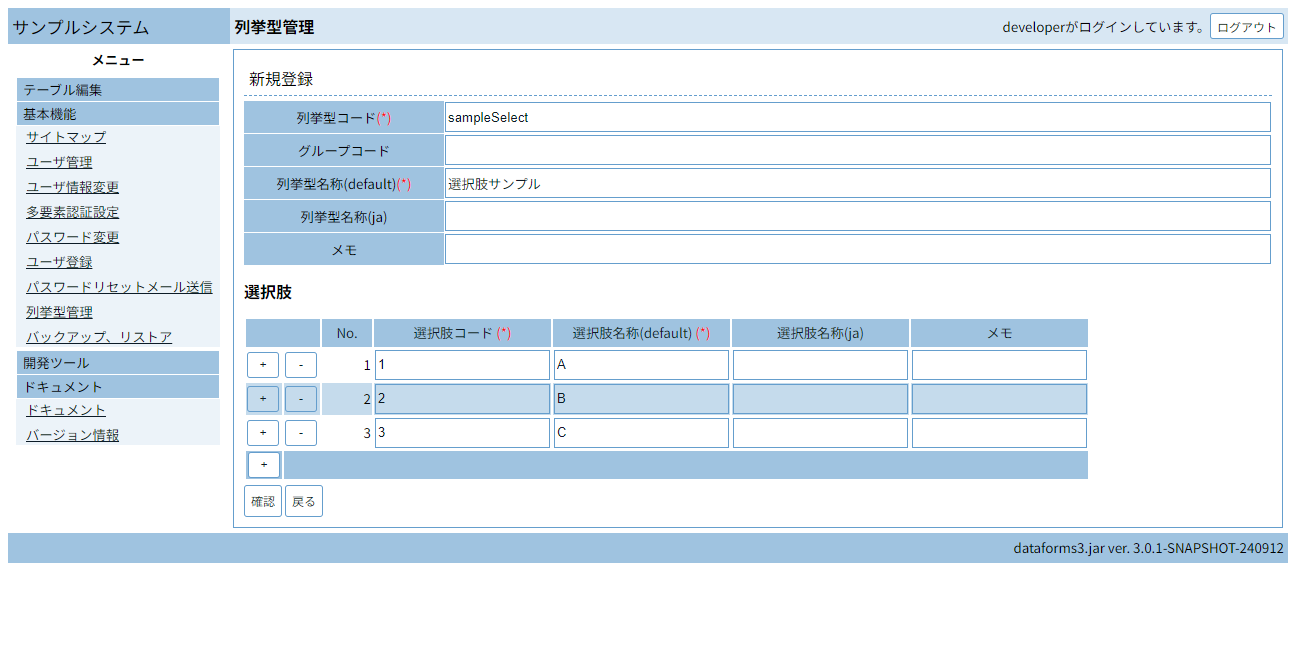 サンプルシステム
列挙型管理
developerがログインしています。 ログアウト
メニュー
テーブル編集
基本機能
サイトマップ
ユーザ管理
ユーザ情報変更
多要素認証設定
パスワード変更
ユーザ登録
パスワードリセットメール送信
列挙型管理
バックアップ、リストア
開発ツール
ドキュメント
ドキュメント
バージョン情報
新規登録
列挙型コード(*) sampleSelect
グループコード
列挙型名称(default)(*) 選択肢サンプル
列挙型名称(ja)
メモ
選択肢
No. 選択肢コード (*) 選択肢名称(default) (*) 選択肢名称(ja) メモ
+ - 1 1 A
+ - 2 2 B
+ - 3 3 C
+
確認 戻る
dataforms3.jar ver. 3.0.1-SNAPSHOT-240912